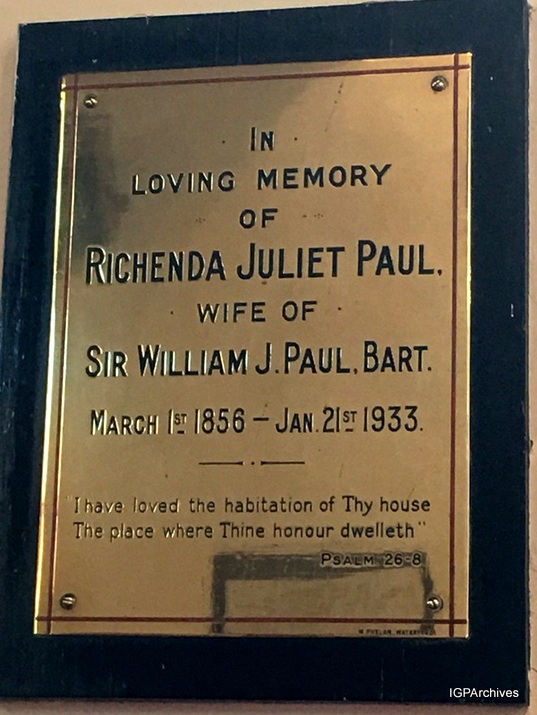 IN
LOVING MEMORY
OF
RICHENDA JULIET PAUL,
WIFE OF
SIR WILLIAM J. PAUL, BART.
MARCH 1ST 1856 – JAN. 21ST 1933.
"I have loved the habitation of Thy house
The place where Thine honour dwelleth"
PSALM 26-8
WATERFORD
IGPArchives